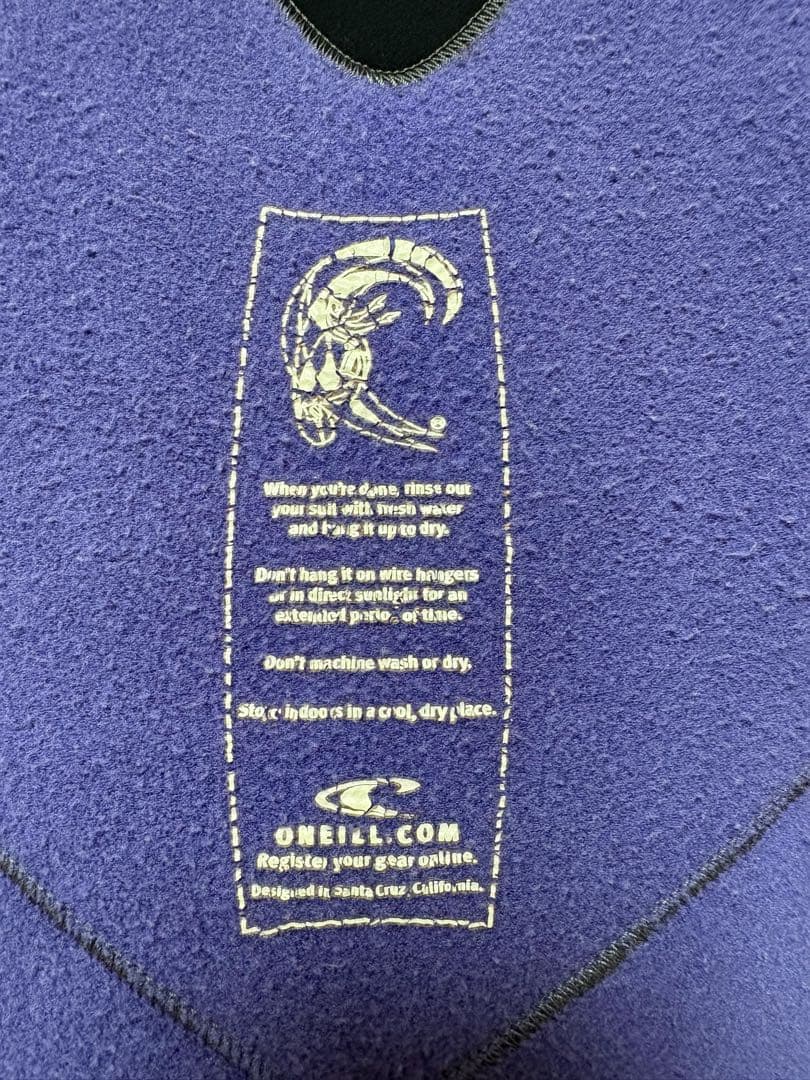 When you're done, rinse out
your suit with fresh water
and hang it up to dry.
Don't hang it on wire hangers
or in direct sunlight for an
extended period of time.
Don't machine wash or dry.
Store indoors in a cool, dry place.
ONEILL.COM
Register your gear online.
Designed in Santa Cruz, California.